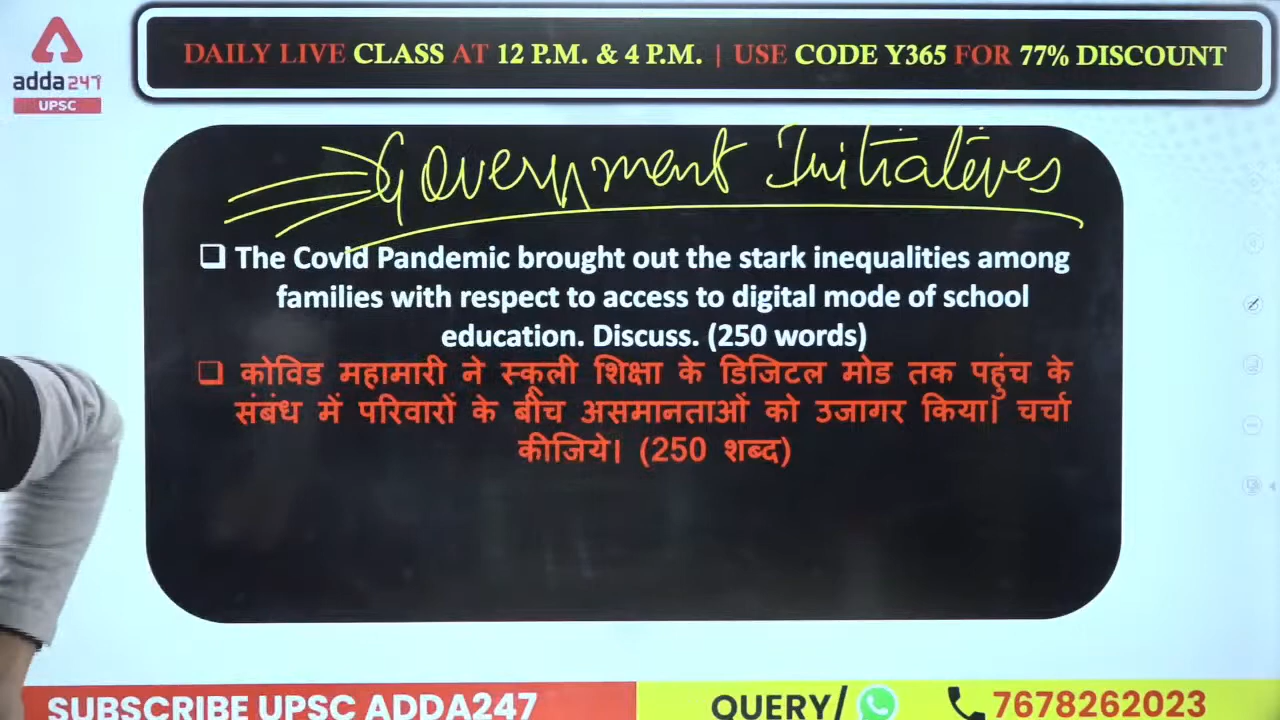 adda247
UPSC
DAILY LIVE CLASS AT 12 P.M. & 4 P.M. | USE CODE Y365 FOR 77% DISCOUNT
Government Initiatives
❑ The Covid Pandemic brought out the stark inequalities among
families with respect to access to digital mode of school
education. Discuss. (250 words)
❑ कोविड महामारी ने स्कूली शिक्षा के डिजिटल मोड तक पहुंच के
संबंध में परिवारों के बीच असमानताओं को उजागर किया। चर्चा
कीजिये। (250 शब्द)
SUBSCRIBE UPSC ADDA247
QUERY/ 7678262023